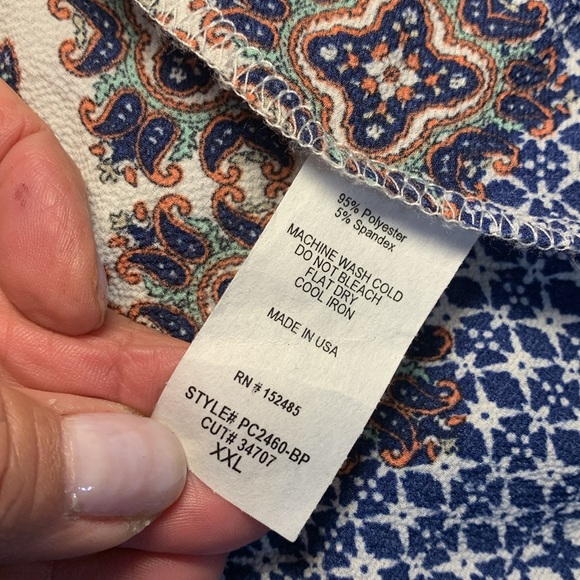 95% Polyester
5% Spandex
MACHINE WASH COLD
DO NOT BLEACH
FLAT DRY
COOL IRON
MADE IN USA
RN # 152485
STYLE# PC2460-BP
CUT# 34707
XXL